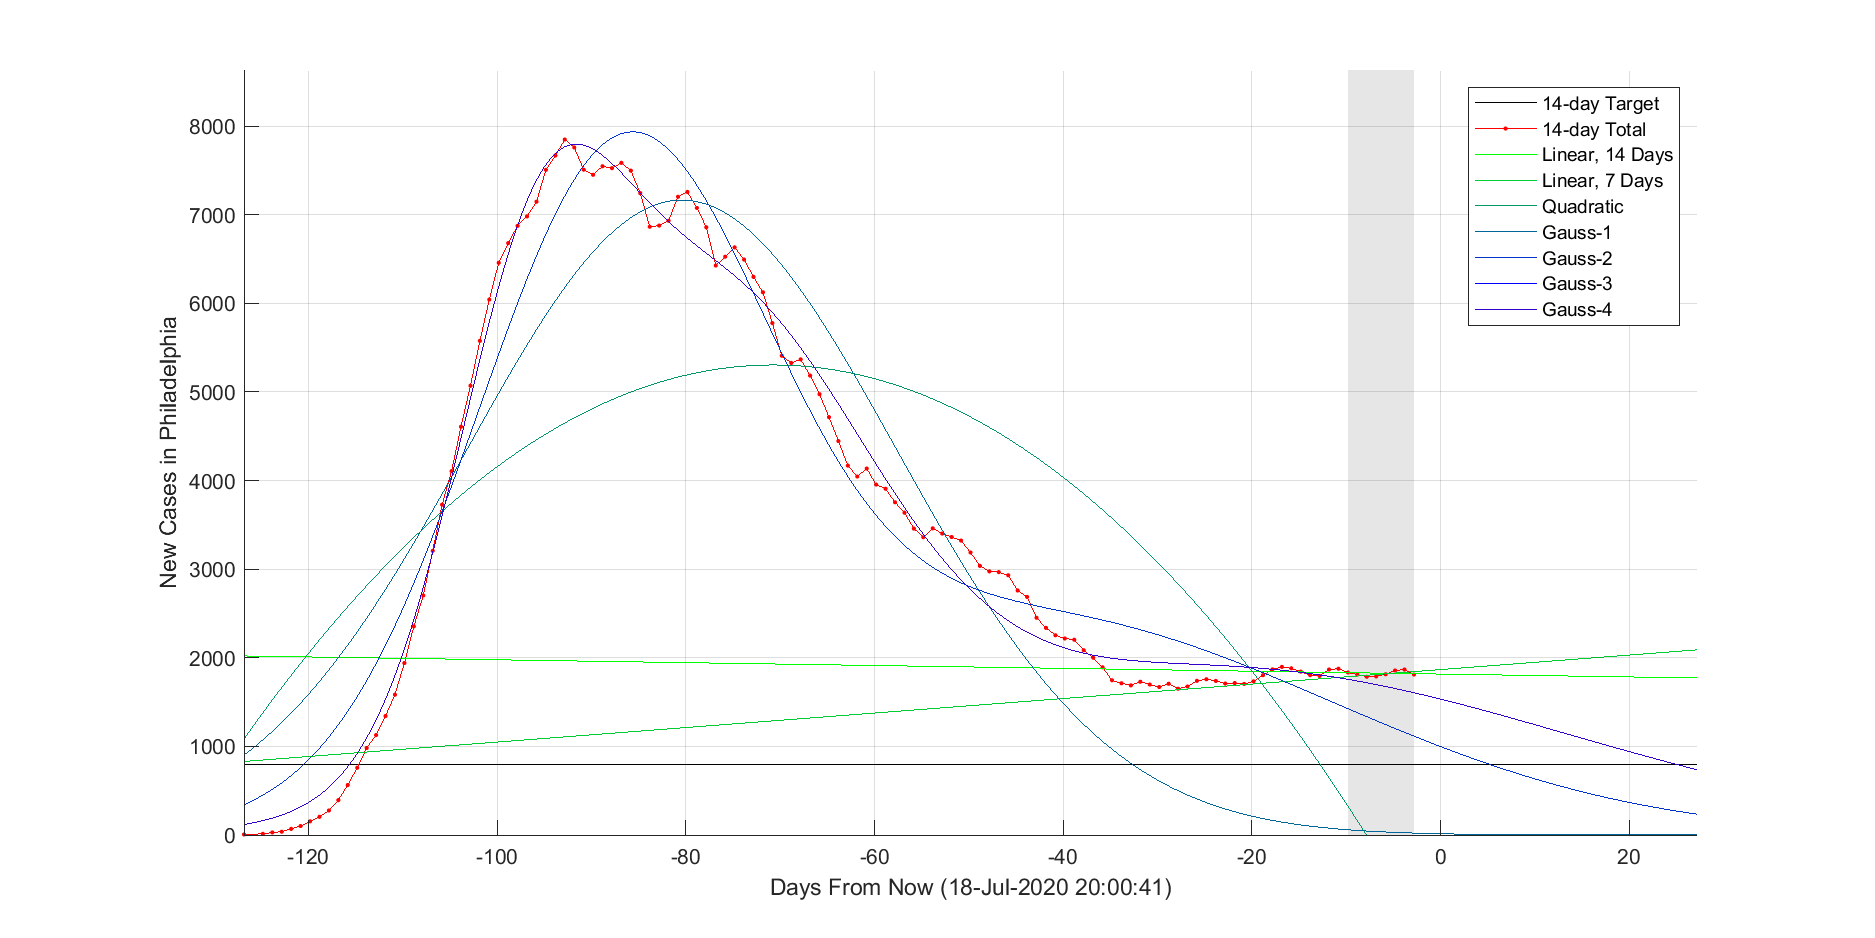 8000
7000
6000
5000
4000
3000
2000
1000
0
New Cases in Philadelphia
-120
-100
-80
-60
-40
-20
0
20
Days From Now (18-Jul-2020 20:00:41)
14-day Target
14-day Total
Linear, 14 Days
Linear, 7 Days
Quadratic
Gauss-1
Gauss-2
Gauss-3
Gauss-4